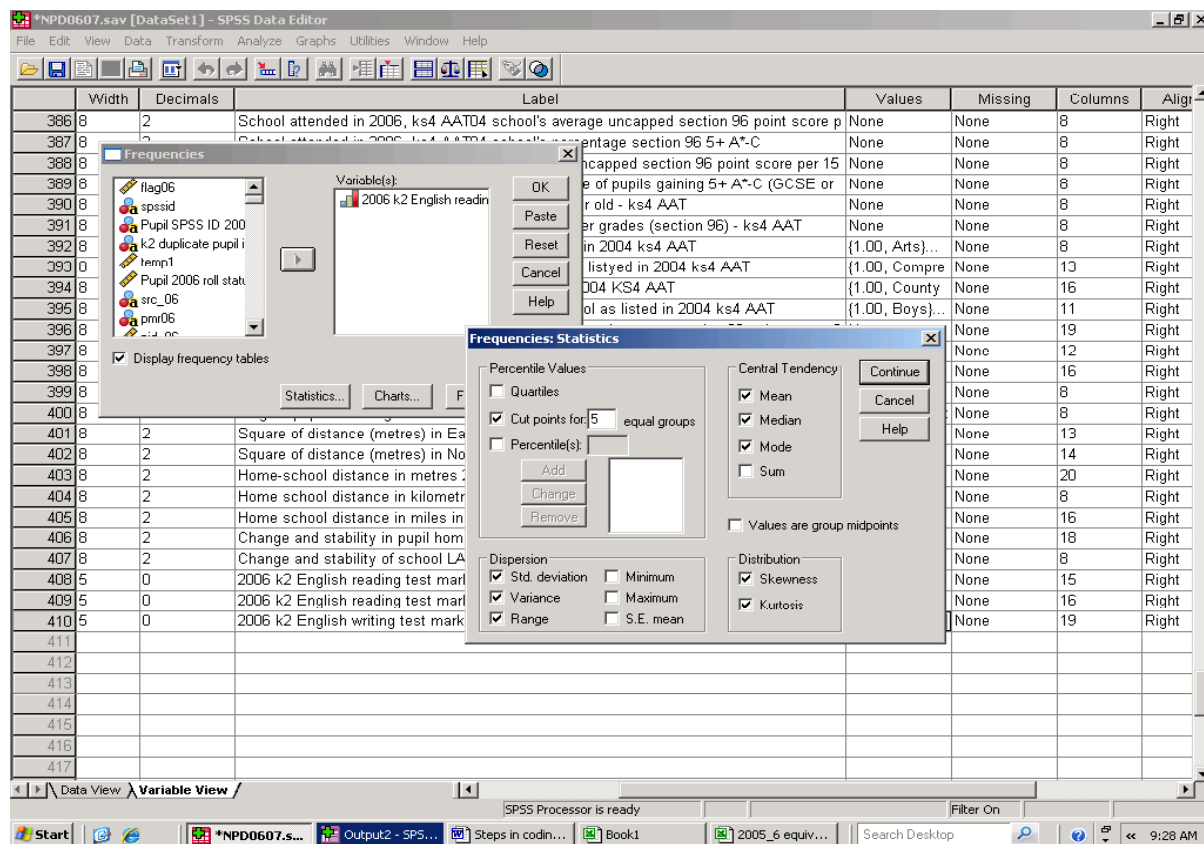 *NPD0607.sav [DataSet1] - SPSS Data Editor
File Edit View Data Transform Analyze Graphs Utilities Window Help
Width Decimals Label Values Missing Columns Align
386 8 2 School attended in 2006, ks4 AAT04 school's average uncapped section 96 point score p None None 8 Right
387 8 2 School attended in 2006, ks4 AAT04 school's percentage section 96 5+ A*-C None None 8 Right
388 8 ncapped section 96 point score per 15 None None 8 Right
389 8 e of pupils gaining 5+ A*-C (GCSE or None None 8 Right
390 8 r old - ks4 AAT None None 8 Right
391 8 er grades (section 96) - ks4 AAT None None 8 Right
392 8 in 2004 ks4 AAT {1.00, Arts}... None 8 Right
393 0 listyed in 2004 ks4 AAT {1.00, Compre None 13 Right
394 8 004 KS4 AAT {1.00, County None 16 Right
395 8 ol as listed in 2004 ks4 AAT {1.00, Boys}... None 11 Right
396 8 None 19 Right
397 8 None 12 Right
398 8 None 16 Right
399 8 None 8 Right
400 8 None 8 Right
401 8 2 Square of distance (metres) in Ea None 13 Right
402 8 2 Square of distance (metres) in No None 14 Right
403 8 2 Home-school distance in metres None 20 Right
404 8 2 Home school distance in kilometr None 8 Right
405 8 2 Home school distance in miles in None 16 Right
406 8 2 Change and stability in pupil hom None 18 Right
407 8 2 Change and stability of school LA None 8 Right
408 5 0 2006 k2 English reading test mar None 15 Right
409 5 0 2006 k2 English reading test marl None 16 Right
410 5 0 2006 k2 English writing test mark None 19 Right
411
412
413
414
415
416
417
Frequencies
flag06
spssid
Pupil SPSS ID 200
k2 duplicate pupil i
temp1
Pupil 2006 roll statu
src_06
pmr06
Variable(s):
2006 k2 English readin
OK
Paste
Reset
Cancel
Help
Display frequency tables
Statistics... Charts... F
Frequencies: Statistics
Percentile Values
Quartiles
Cut points for: 5 equal groups
Percentile(s):
Add
Change
Remove
Central Tendency
Mean
Median
Mode
Sum
Continue
Cancel
Help
Values are group midpoints
Dispersion
Std. deviation Minimum
Variance Maximum
Range S.E. mean
Distribution
Skewness
Kurtosis
Data View Variable View
SPSS Processor is ready Filter On
Start *NPD0607.s... Output2 - SPS... Steps in codin... Book1 2005_6 equiv... Search Desktop 9:28 AM